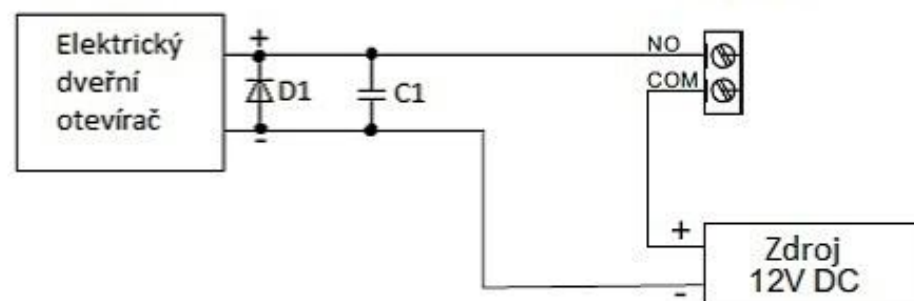 Elektrický
dveřní
otevírač
+
D1
-
C1
NO
COM
+
-
Zdroj
12V DC